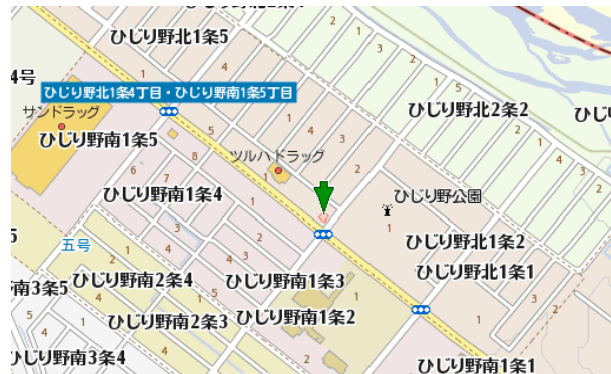 ひじり野北1条5
4号
ひじり野北1条4丁目・ひじり野南1条5丁目
サンドラッグ
ひじり野北2条2
ひじり
ひじり野南1条5
ツルハドラッグ
ひじり野南1条4
ひじり野公園
五号
ひじり野北1条2
ひじり野北1条1
ひじり野南2条4
ひじり野南1条3
南3条5
ひじり野南2条3
ひじり野南1条2
じり野南3条4
ひじり野南1条1